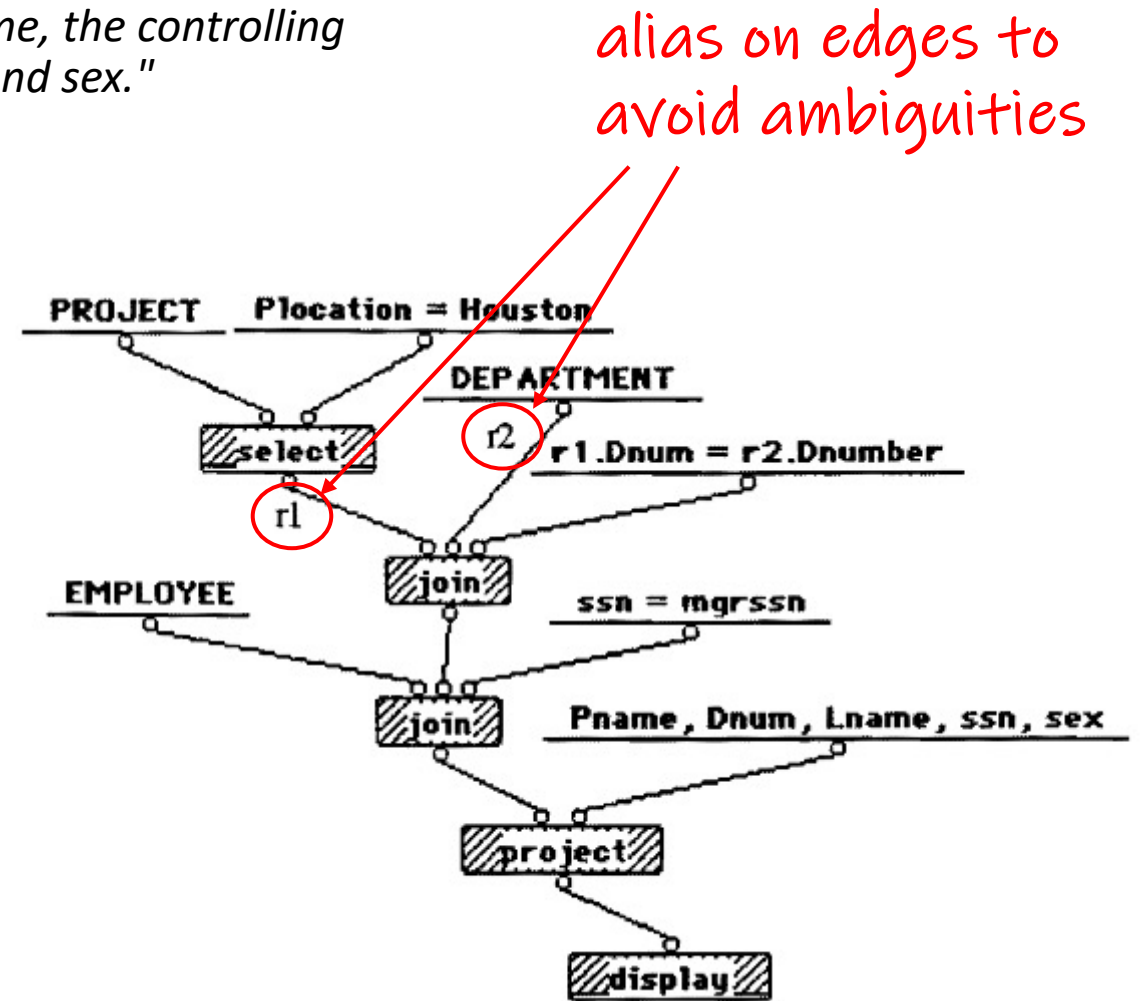 me, the controlling
nd sex."
alias on edges to
avoid ambiguities
PROJECT
Plocation = Houston
DEPARTMENT
select
r2
r1.Dnum = r2.Dnumber
r1
join
EMPLOYEE
ssn = mgrssn
join
Pname, Dnum, Lname, ssn, sex
project
display